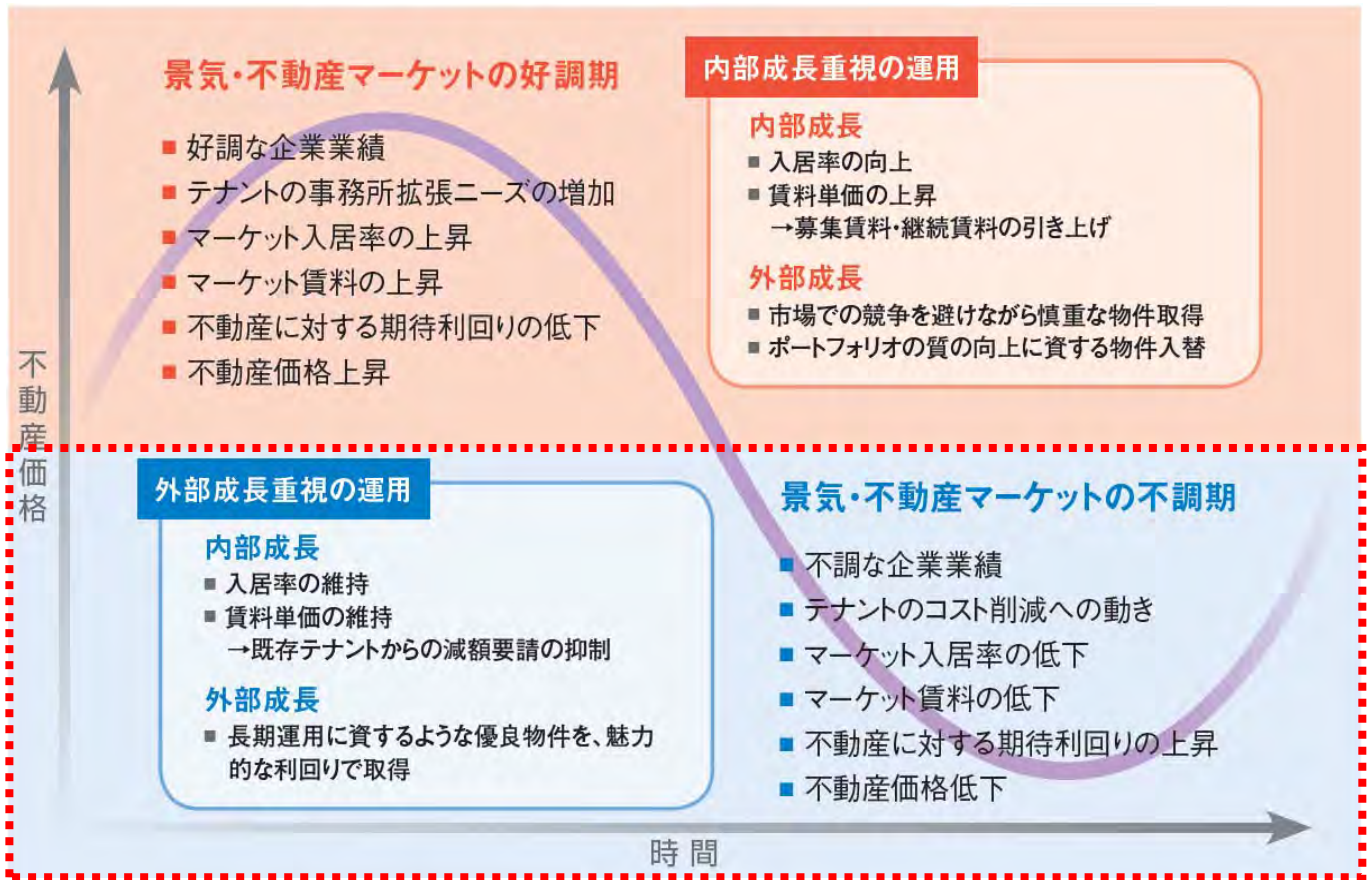 景気・不動産マーケットの好調期
■ 好調な企業業績
■ テナントの事務所拡張ニーズの増加
■ マーケット入居率の上昇
■ マーケット賃料の上昇
■ 不動産に対する期待利回りの低下
■ 不動産価格上昇
内部成長重視の運用
内部成長
■ 入居率の向上
■ 賃料単価の上昇
→募集賃料・継続賃料の引き上げ
外部成長
■ 市場での競争を避けながら慎重な物件取得
■ ポートフォリオの質の向上に資する物件入替
不動産価格
外部成長重視の運用
内部成長
■ 入居率の維持
■ 賃料単価の維持
→既存テナントからの減額要請の抑制
外部成長
■ 長期運用に資するような優良物件を、魅力
的な利回りで取得
景気・不動産マーケットの不調期
■ 不調な企業業績
■ テナントのコスト削減への動き
■ マーケット入居率の低下
■ マーケット賃料の低下
■ 不動産に対する期待利回りの上昇
■ 不動産価格低下
時間